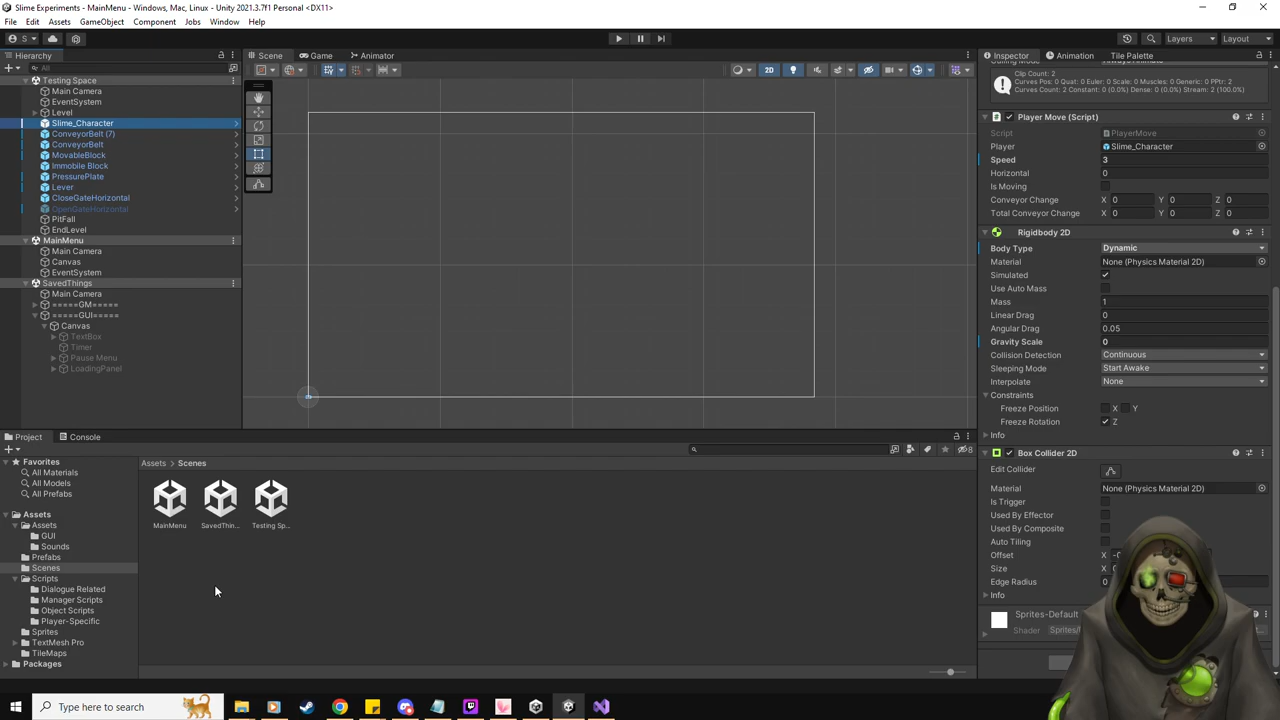 Slime Experiments - MainMenu - Windows, Mac, Linux - Unity 2021.3.7f1 Personal <DX11>
File Edit Assets GameObject Component Jobs Window Help
S
Layers Layout
Hierarchy
All
Testing Space
Main Camera
EventSystem
Level
Slime_Character
ConveyorBelt (7)
ConveyorBelt
MovableBlock
Immobile Block
PressurePlate
Lever
CloseGateHorizontal
OpenGateHorizontal
PitFall
EndLevel
MainMenu
Main Camera
Canvas
EventSystem
SavedThings
Main Camera
=====GM=====
=====GUI=====
Canvas
TextBox
Timer
Pause Menu
LoadingPanel
Scene Game Animator
2D
Inspector Animation Tile Palette
Clip Count: 2
Curves Pos: 0 Quat: 0 Euler: 0 Scale: 0 Muscles: 0 Generic: 0 PPtr: 2
Curves Count: 2 Constant: 0 (0.0%) Dense: 0 (0.0%) Stream: 2 (100.0%)
Player Move (Script)
Script PlayerMove
Player Slime_Character
Speed 3
Horizontal 0
Is Moving
Conveyor Change X 0 Y 0 Z 0
Total Conveyor Change X 0 Y 0 Z 0
Rigidbody 2D
Body Type Dynamic
Material None (Physics Material 2D)
Simulated
Use Auto Mass
Mass 1
Linear Drag 0
Angular Drag 0.05
Gravity Scale 0
Collision Detection Continuous
Sleeping Mode Start Awake
Interpolate None
Constraints
Freeze Position X Y
Freeze Rotation Z
Info
Box Collider 2D
Edit Collider
Material None (Physics Material 2D)
Is Trigger
Used By Effector
Used By Composite
Auto Tiling
Offset X
Size X
Edge Radius 0
Info
Sprites-Default
Shader
Project Console
8
Favorites
All Materials
All Models
All Prefabs
Assets
Assets
GUI
Sounds
Prefabs
Scenes
Scripts
Dialogue Related
Manager Scripts
Object Scripts
Player-Specific
Sprites
TextMesh Pro
TileMaps
Packages
Assets > Scenes
MainMenu SavedThin... Testing Sp...
Type here to search